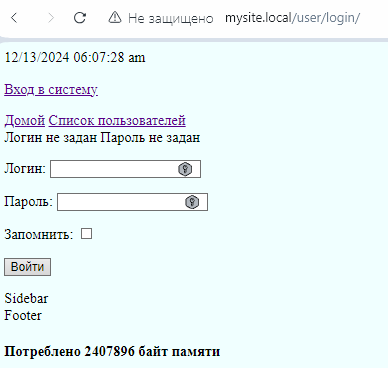 Не защищено mysite.local/user/login/
12/13/2024 06:07:28 am
Вход в систему
Домой Список пользователей
Логин не задан Пароль не задан
Логин:
Пароль:
Запомнить:
Войти
Sidebar
Footer
Потреблено 2407896 байт памяти